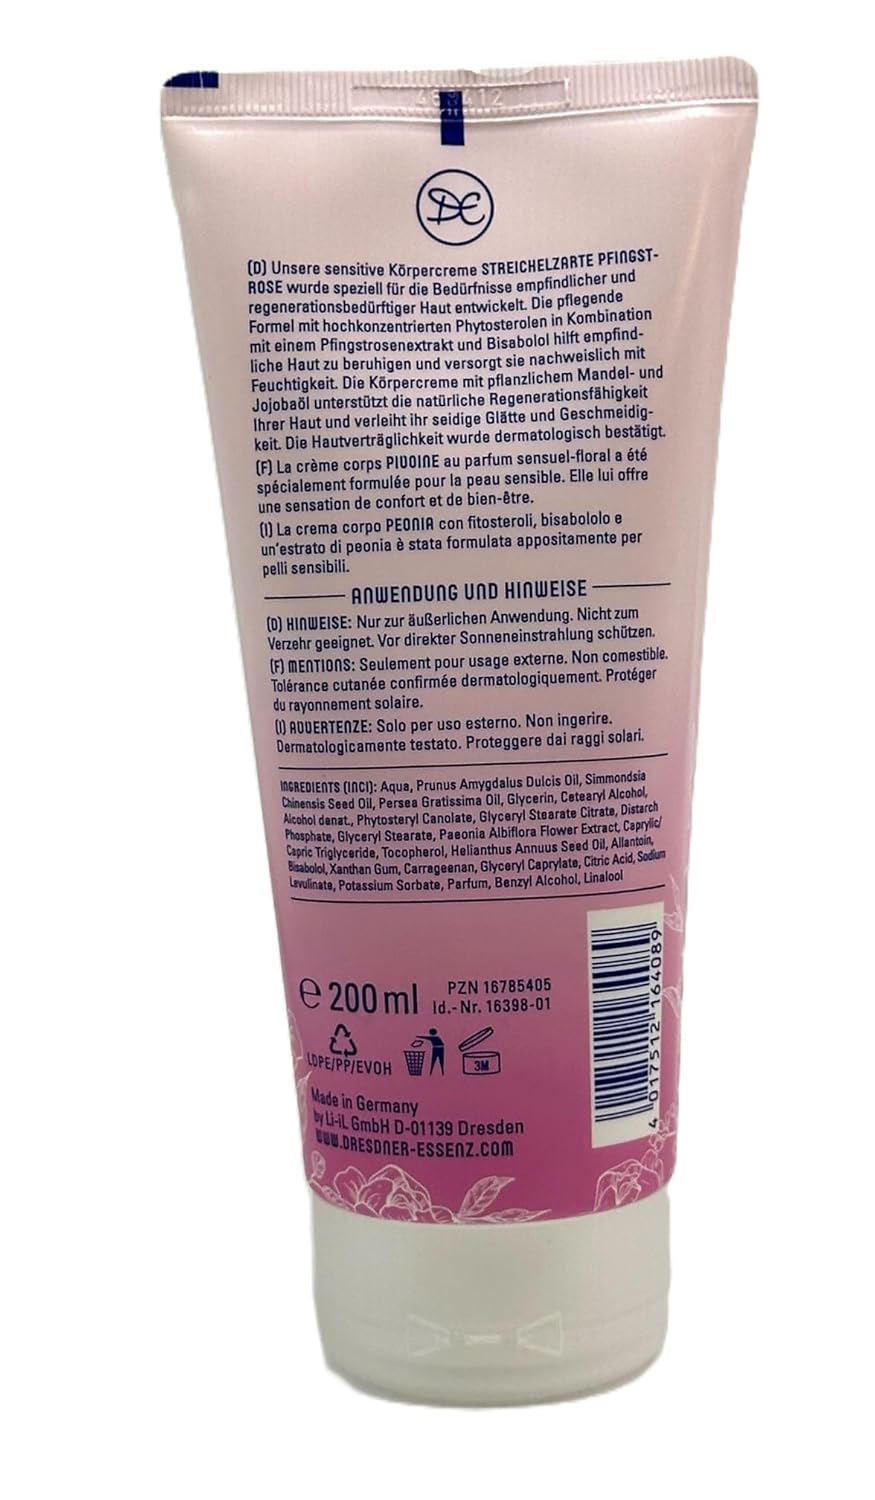 DE
(D) Unsere sensitive Körpercreme STREICHELZARTE PFINGST-
ROSE wurde speziell für die Bedürfnisse empfindlicher und
regenerationsbedürftiger Haut entwickelt. Die pflegende
Formel mit hochkonzentrierten Phytosterolen in Kombination
mit einem Pfingstrosenextrakt und Bisabolol hilft empfind-
liche Haut zu beruhigen und versorgt sie nachweislich mit
Feuchtigkeit. Die Körpercreme mit pflanzlichem Mandel- und
Jojobaöl unterstützt die natürliche Regenerationsfähigkeit
Ihrer Haut und verleiht ihr seidige Glätte und Geschmeidig-
keit. Die Hautverträglichkeit wurde dermatologisch bestätigt.
(F) La crème corps PIVOINE au parfum sensuel-floral a été
spécialement formulée pour la peau sensible. Elle lui offre
une sensation de confort et de bien-être.
(I) La crema corpo PEONIA con fitosteroli, bisabololo e
un'estrato di peonia è stata formulata appositamente per
pelli sensibili.
ANWENDUNG UND HINWEISE
(D) HINWEISE: Nur zur äußerlichen Anwendung. Nicht zum
Verzehr geeignet. Vor direkter Sonneneinstrahlung schützen.
(F) MENTIONS: Seulement pour usage externe. Non comestible.
Tolérance cutanée confirmée dermatologiquement. Protéger
du rayonnement solaire.
(I) AVVERTENZE: Solo per uso esterno. Non ingerire.
Dermatologicamente testato. Proteggere dai raggi solari.
INGREDIENTS (INCI): Aqua, Prunus Amygdalus Dulcis Oil, Simmondsia
Chinensis Seed Oil, Persea Gratissima Oil, Glycerin, Cetearyl Alcohol,
Alcohol denat., Phytosteryl Canolate, Glyceryl Stearate Citrate, Distarch
Phosphate, Glyceryl Stearate, Paeonia Albiflora Flower Extract, Caprylic/
Capric Triglyceride, Tocopherol, Helianthus Annuus Seed Oil, Allantoin,
Bisabolol, Xanthan Gum, Carrageenan, Glyceryl Caprylate, Citric Acid, Sodium
Levulinate, Potassium Sorbate, Parfum, Benzyl Alcohol, Linalool
e 200 ml
PZN 16785405
Id.-Nr. 16398-01
LDPE/PP/EVOH
3M
Made in Germany
by Li-iL GmbH D-01139 Dresden
WWW.DRESDNER-ESSENZ.COM
4 017512 164089